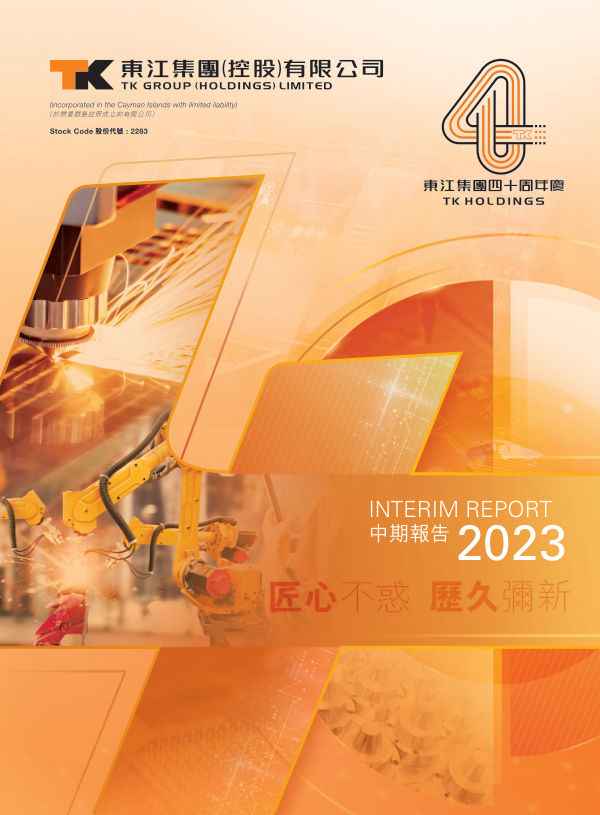 TK 東江集團(控股)有限公司
TK GROUP (HOLDINGS) LIMITED
(incorporated in the Cayman Islands with limited liability)
(於開曼群島註冊成立的有限公司)
Stock Code 股份代號：2283
40
TK
東江集團四十周年慶
TK HOLDINGS
INTERIM REPORT
中期報告 2023
匠心不惑 歷久彌新